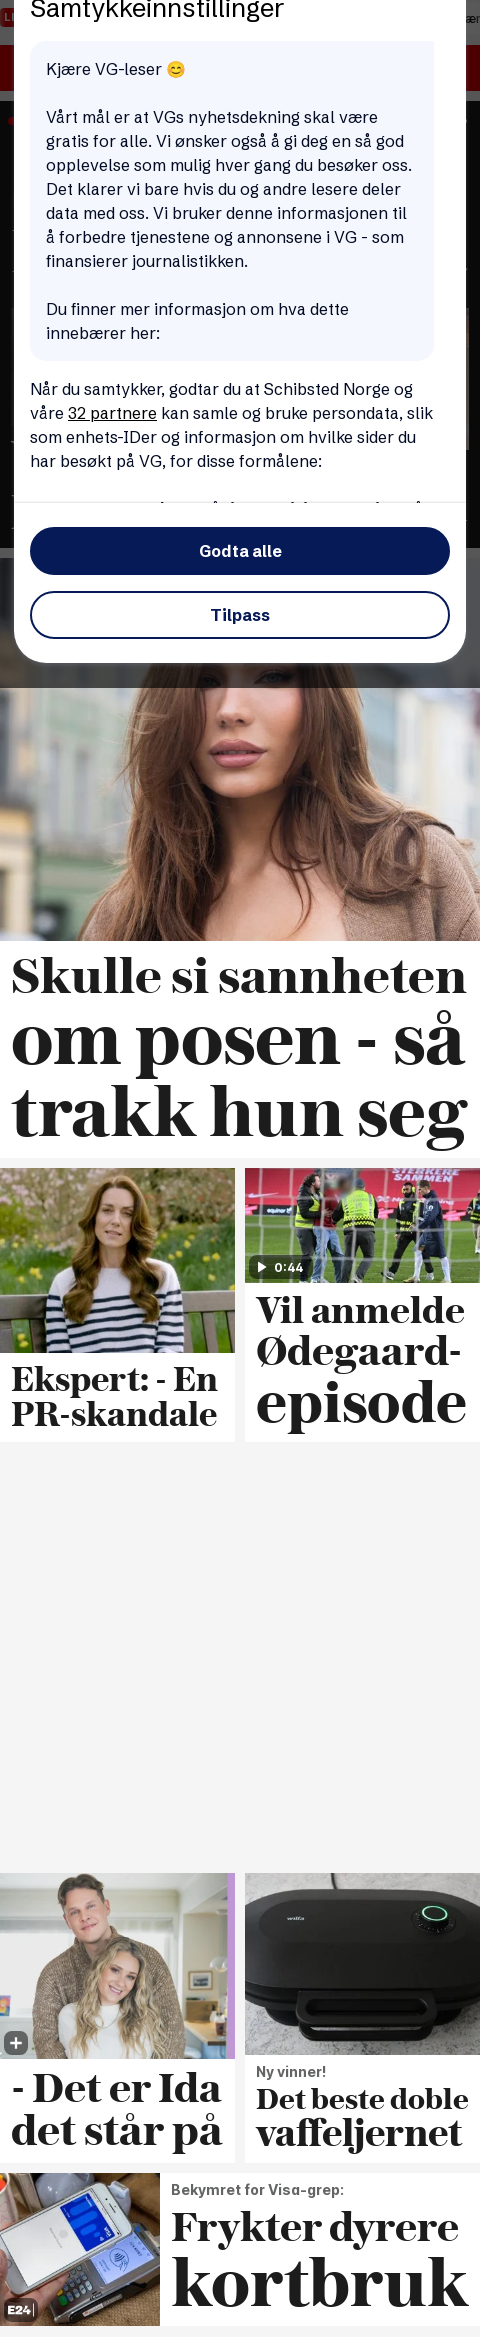 Samtykkeinnstillinger
Kjære VG-leser 😊
Vårt mål er at VGs nyhetsdekning skal være
gratis for alle. Vi ønsker også å gi deg en så god
opplevelse som mulig hver gang du besøker oss.
Det klarer vi bare hvis du og andre lesere deler
data med oss. Vi bruker denne informasjonen til
å forbedre tjenestene og annonsene i VG - som
finansierer journalistikken.
Du finner mer informasjon om hva dette
innebærer her:
Når du samtykker, godtar du at Schibsted Norge og
våre 32 partnere kan samle og bruke persondata, slik
som enhets-IDer og informasjon om hvilke sider du
har besøkt på VG, for disse formålene:
Godta alle
Tilpass
Skulle si sannheten
om posen - så
trakk hun seg
STERKERE
SAMMEN
0:44
Ekspert: - En
PR-skandale
Vil anmelde
Ødegaard-
episode
wilfa
- Det er Ida
det står på
Ny vinner!
Det beste doble
vaffeljernet
Bekymret for Visa-grep:
Frykter dyrere
kortbruk
E24